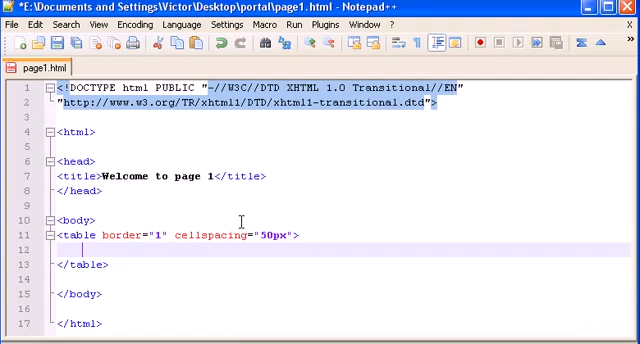 *E:\Documents and Settings\Victor\Desktop\portal\page1.html - Notepad++
File Edit Search View Encoding Language Settings Macro Run Plugins Window ?
page1.html
1 <!DOCTYPE html PUBLIC "-//W3C//DTD XHTML 1.0 Transitional//EN"
2 "http://www.w3.org/TR/xhtml1/DTD/xhtml1-transitional.dtd">
3
4 <html>
5
6 <head>
7 <title>Welcome to page 1</title>
8 </head>
9
10 <body>
11 <table border="1" cellspacing="50px">
12
13 </table>
14
15 </body>
16
17 </html>